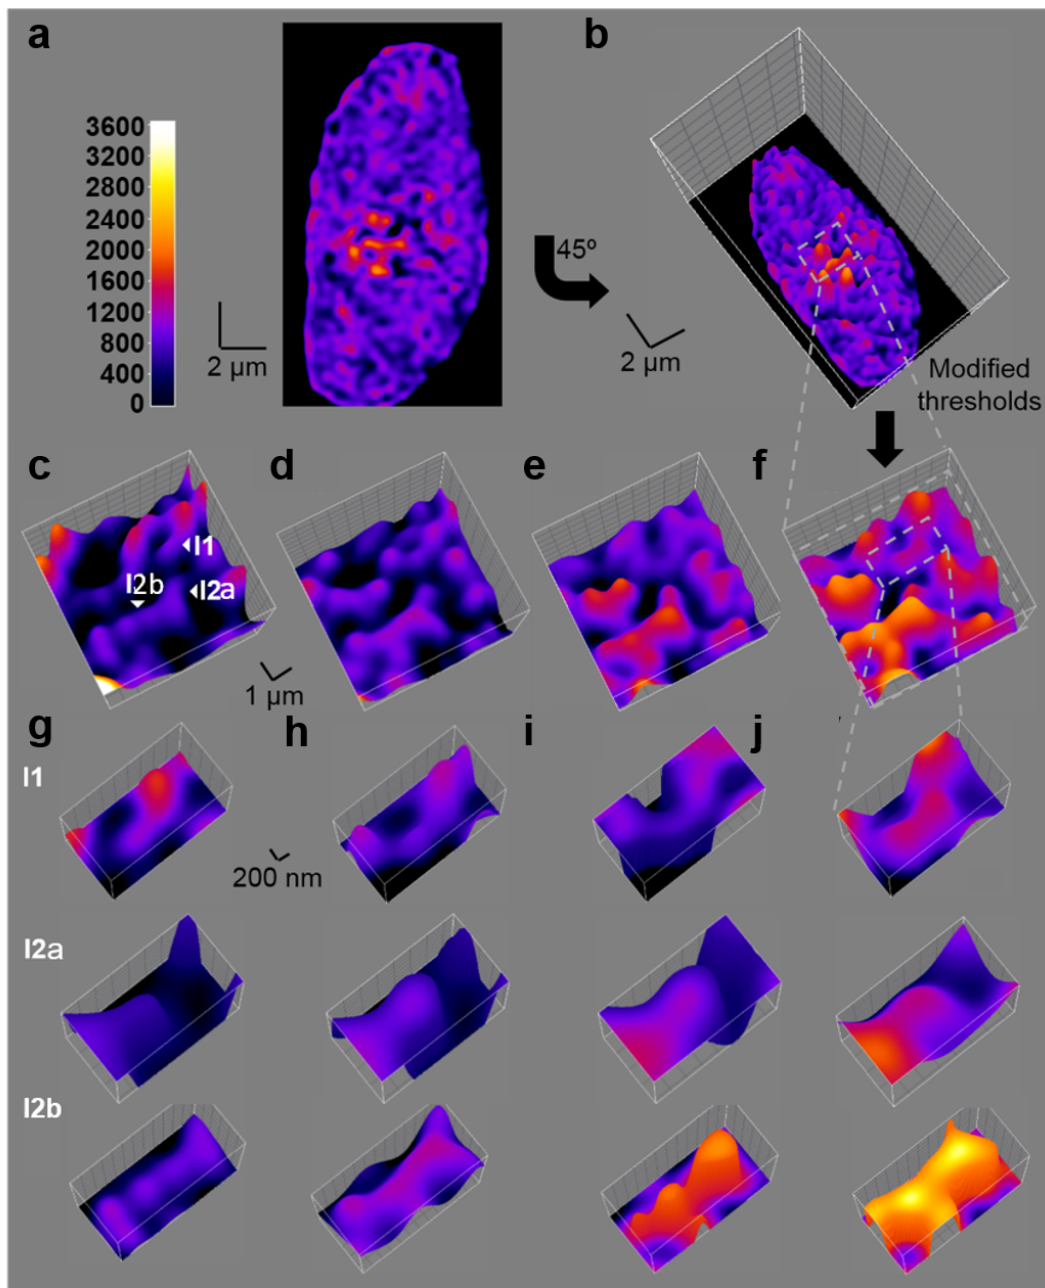 a
b
3600
3200
2800
2400
2000
1600
1200
800
400
0
2 µm
45º
2 µm
Modified
thresholds
c
d
e
f
I1
I2b
I2a
1 µm
g
h
i
j
I1
200 nm
I2a
I2b